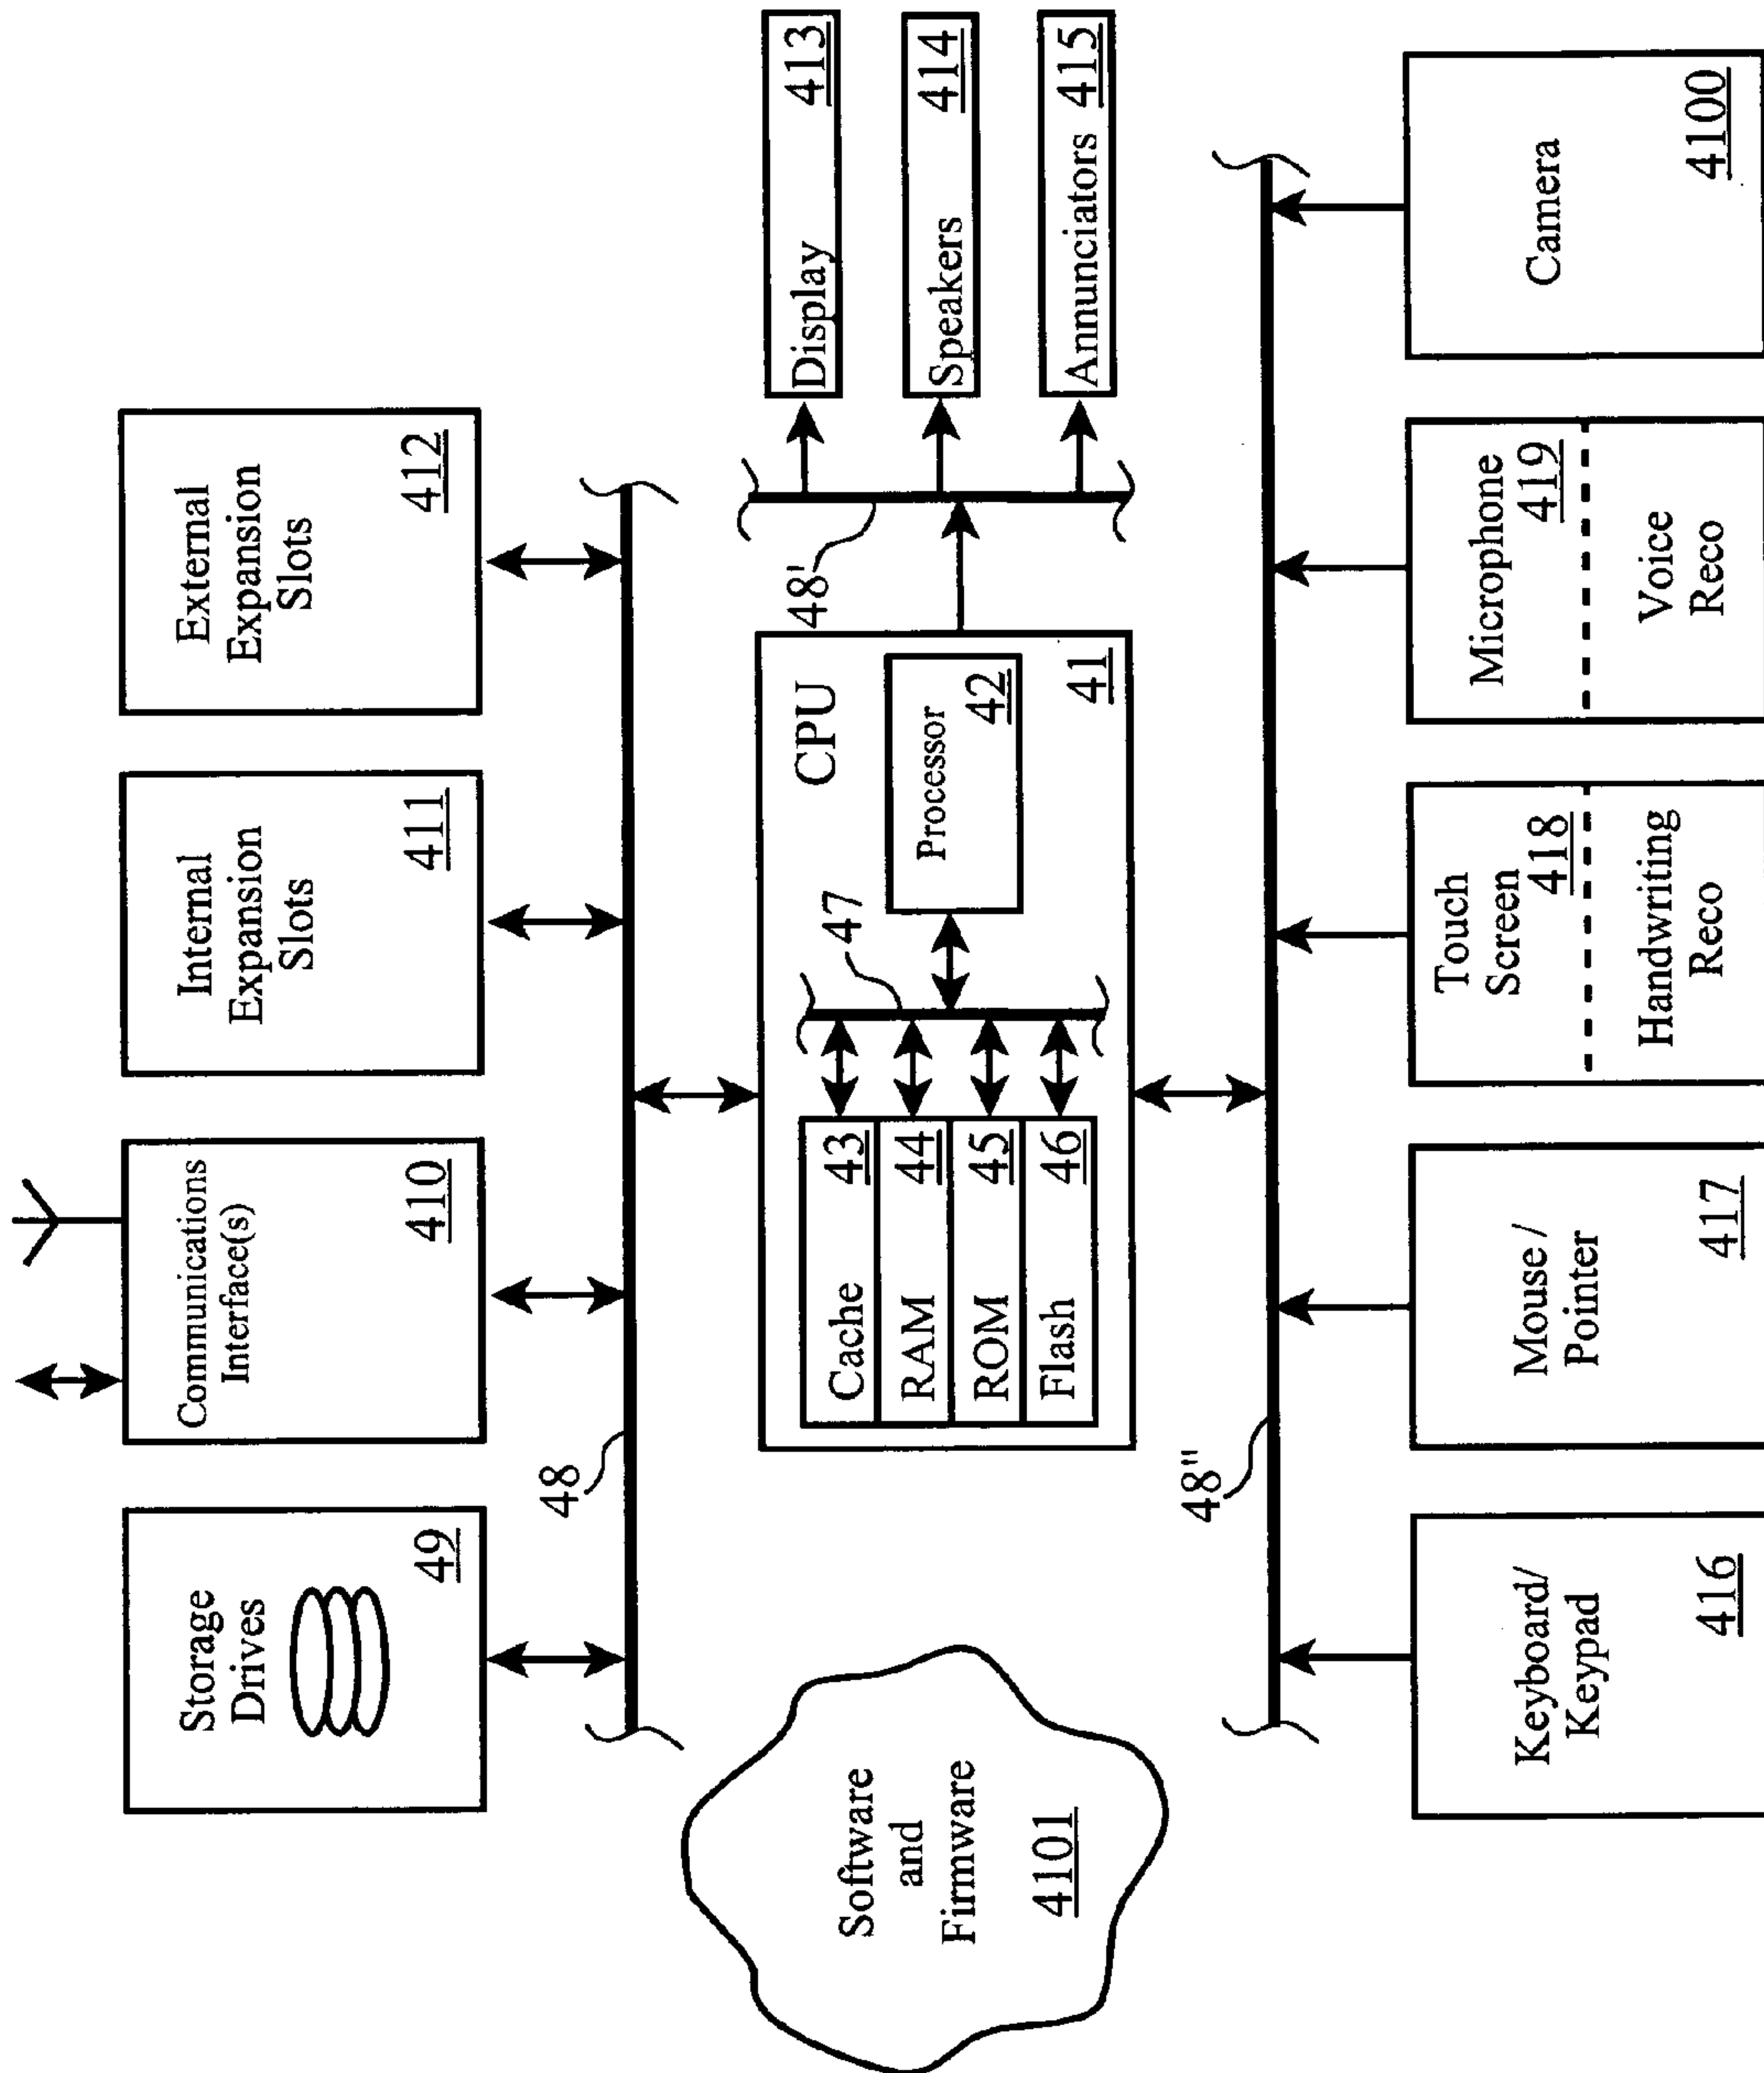 Storage
Drives
49
Communications
Interface(s)
410
Internal
Expansion
Slots
411
External
Expansion
Slots
412
48
CPU
Cache 43
RAM 44
ROM 45
Flash 46
47
Processor
42
41
48'
Display 413
Speakers 414
Annunciators 415
Software
and
Firmware
4101
48"
Keyboard/
Keypad
416
Mouse /
Pointer
417
Touch
Screen
418
Handwriting
Reco
Microphone
419
Voice
Reco
Camera
4100